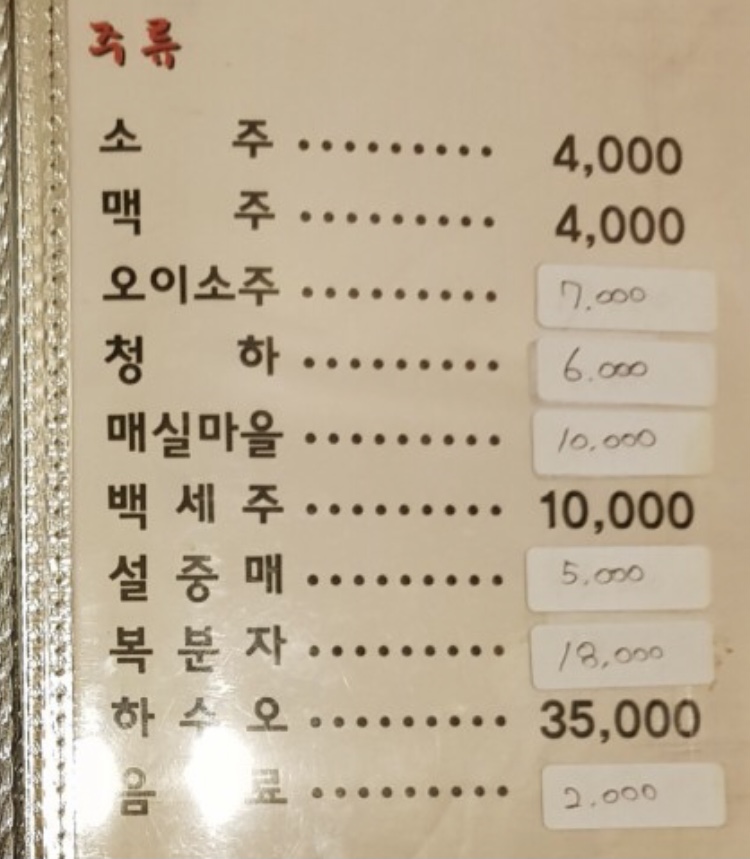 주류
소 주 ......... 4,000
맥 주 ......... 4,000
오이소주 ......... 7.000
청 하 ......... 6.000
매실마을 ......... 10.000
백 세 주 ......... 10,000
설 중 매 ......... 5.000
복 분 자 ......... 18,000
하 수 오 ......... 35,000
음 료 ......... 2.000